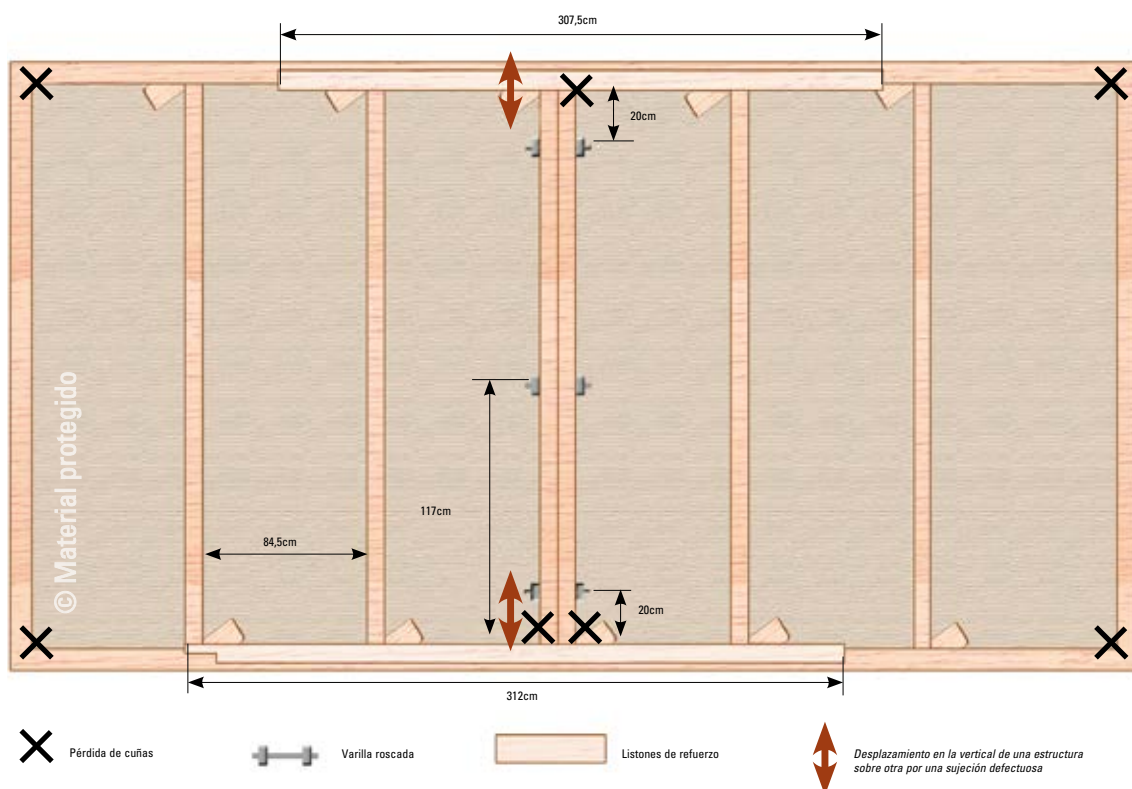 307,5cm
20cm
117cm
84,5cm
20cm
312cm
© Material protegido
Pérdida de cuñas
Varilla roscada
Listones de refuerzo
Desplazamiento en la vertical de una estructura
sobre otra por una sujeción defectuosa